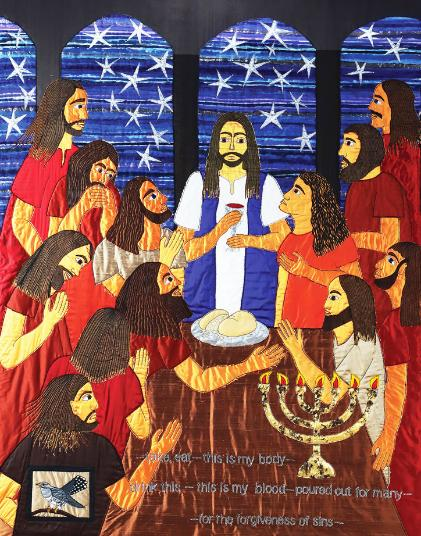 --take, eat---this is my body--
drink this --- this is my blood--poured out for many---
---for the forgiveness of sins---